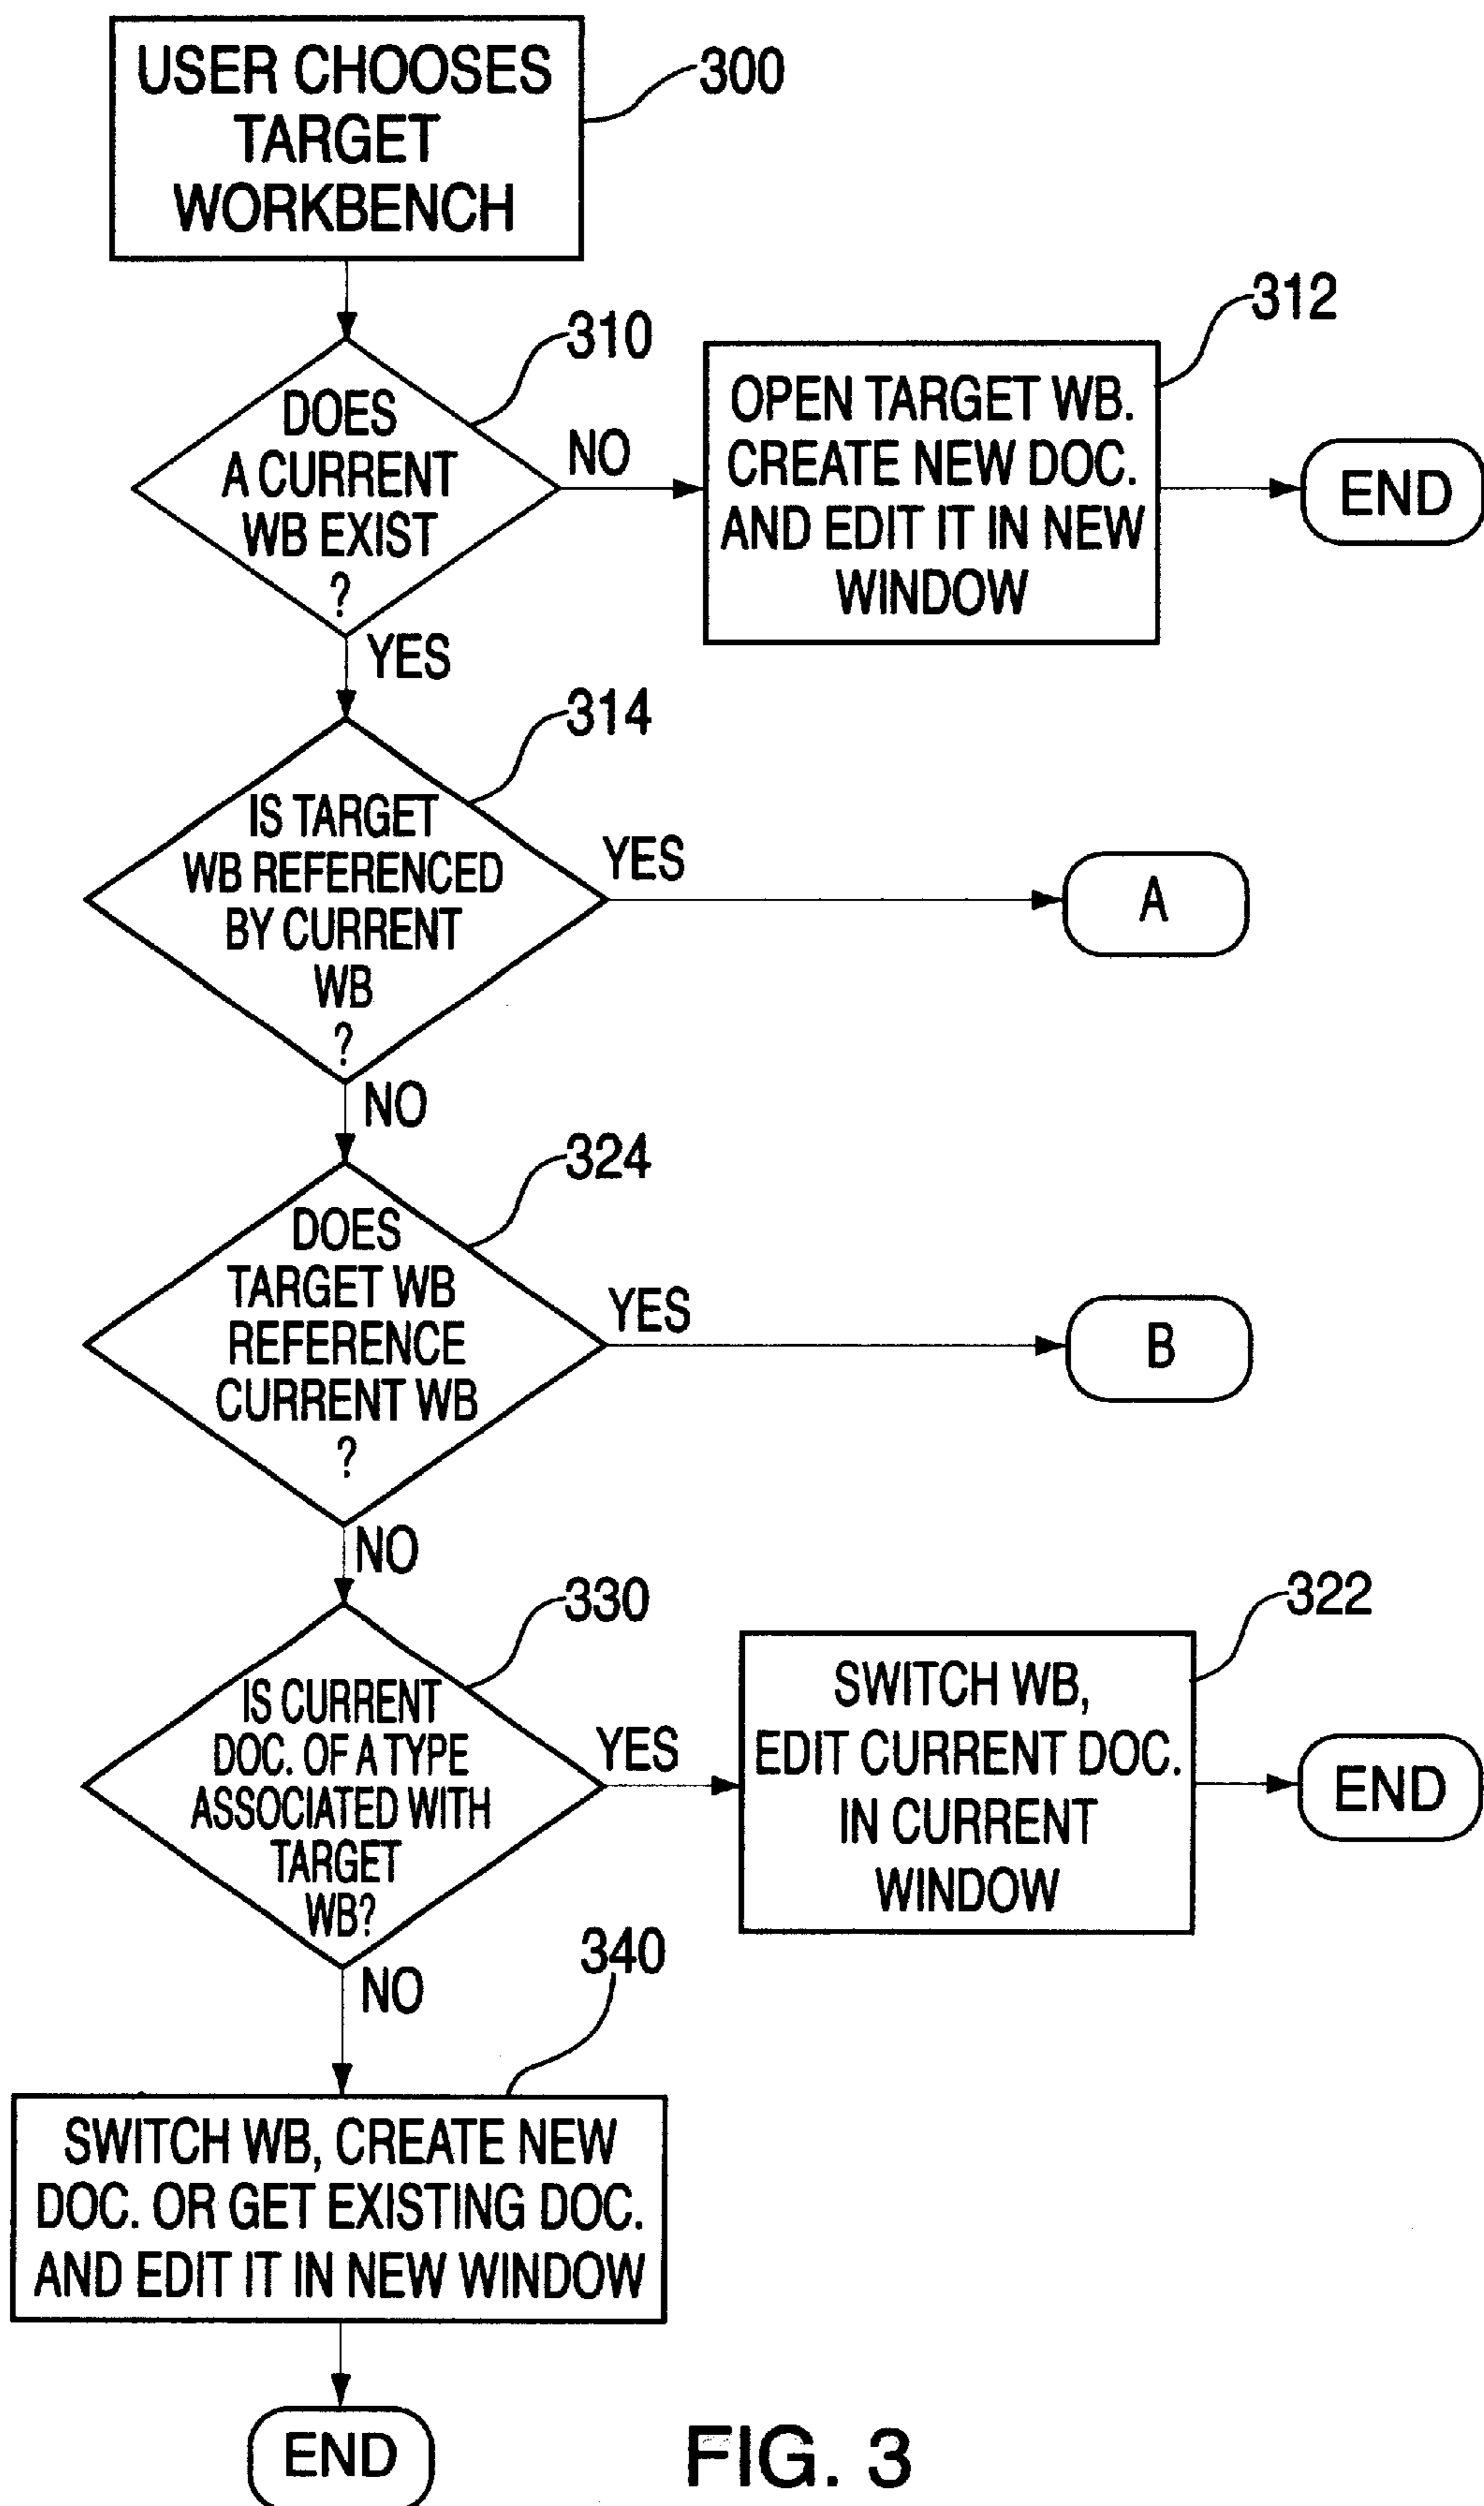 USER CHOOSES
TARGET
WORKBENCH
300
310
DOES
A CURRENT
WB EXIST
?
NO
312
OPEN TARGET WB.
CREATE NEW DOC.
AND EDIT IT IN NEW
WINDOW
END
YES
314
IS TARGET
WB REFERENCED
BY CURRENT
WB
?
YES
A
NO
324
DOES
TARGET WB
REFERENCE
CURRENT WB
?
YES
B
NO
330
IS CURRENT
DOC. OF A TYPE
ASSOCIATED WITH
TARGET
WB?
YES
322
SWITCH WB,
EDIT CURRENT DOC.
IN CURRENT
WINDOW
END
NO
340
SWITCH WB, CREATE NEW
DOC. OR GET EXISTING DOC.
AND EDIT IT IN NEW WINDOW
END
FIG. 3